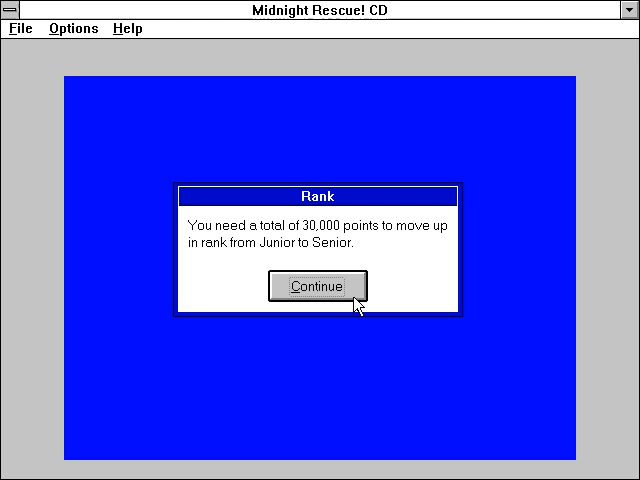 Midnight Rescue! CD
File Options Help
Rank
You need a total of 30,000 points to move up
in rank from Junior to Senior.
Continue